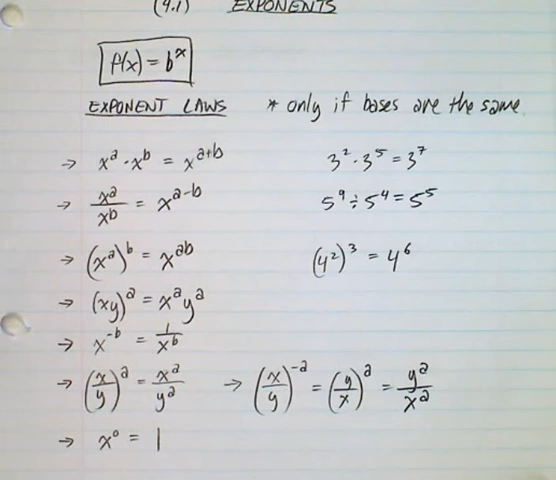 (4.1) EXPONENTS
f(x) = b^x
EXPONENT LAWS * only if bases are the same.
→ x^a · x^b = x^(a+b) 3^2 · 3^5 = 3^7
→ x^a / x^b = x^(a-b) 5^9 ÷ 5^4 = 5^5
→ (x^a)^b = x^(ab) (4^2)^3 = 4^6
→ (xy)^a = x^a y^a
→ x^(-b) = 1 / x^b
→ (x/y)^a = x^a / y^a → (x/y)^(-a) = (y/x)^a = y^a / x^a
→ x^0 = 1